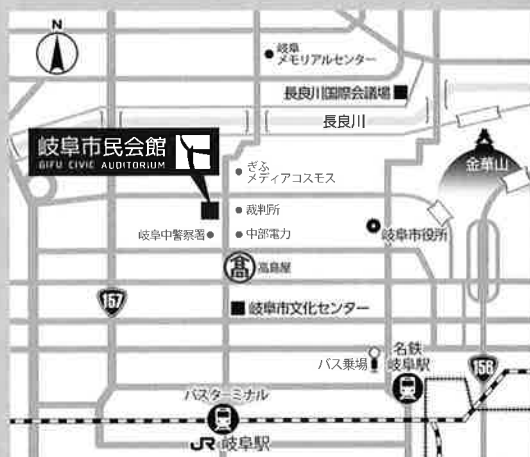 N
岐阜
メモリアルセンター
長良川国際会議場
長良川
岐阜市民会館
GIFU CIVIC AUDITORIUM
ぎふ
メディアコスモス
金華山
裁判所
岐阜中警察署
中部電力
岐阜市役所
髙
高島屋
157
岐阜市文化センター
バス乗場
名鉄
岐阜駅
156
バスターミナル
JR 岐阜駅